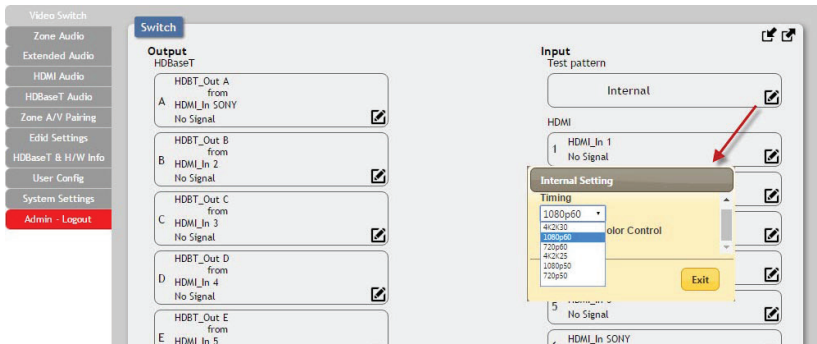 Video Switch
Zone Audio
Extended Audio
HDMI Audio
HDBaseT Audio
Zone A/V Pairing
Edid Settings
HDBaseT & H/W Info
User Config
System Settings
Admin - Logout
Switch
Output
HDBaseT
HDBT_Out A
from
A
HDMI_In SONY
No Signal
HDBT_Out B
from
B
HDMI_In 2
No Signal
HDBT_Out C
from
C
HDMI_In 3
No Signal
HDBT_Out D
from
D
HDMI_In 4
No Signal
HDBT_Out E
from
E
HDMI_In 5
Input
Test pattern
Internal
HDMI
HDMI_In 1
1
No Signal
Internal Setting
Timing
1080p60
4K2K30
1080p60
720p60
4K2K25
1080p50
720p50
olor Control
Exit
5
No Signal
HDMI_In SONY